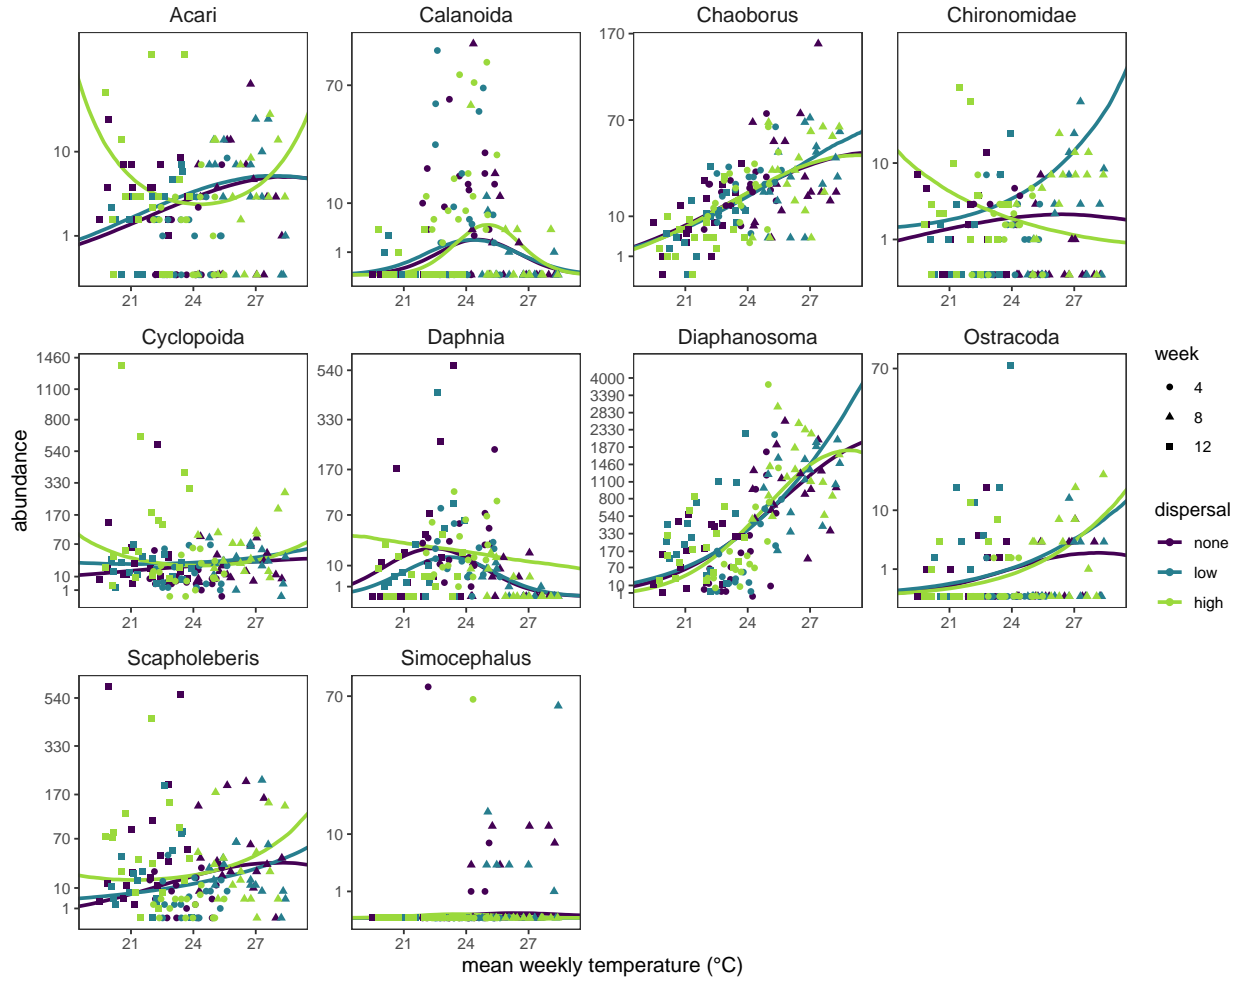 Acari Calanoida Chaoborus Chironomidae
10
1
21 24 27
70
10
1
21 24 27
170
70
10
1
21 24 27
10
1
21 24 27
Cyclopoida Daphnia Diaphanosoma Ostracoda
1460
1100
800
540
330
170
70
10
1
21 24 27
540
330
170
70
10
1
21 24 27
4000
3390
2830
2330
1870
1460
1100
800
540
330
170
70
10
1
21 24 27
70
10
1
21 24 27
Scapholeberis Simocephalus
540
330
170
70
10
1
21 24 27
70
10
1
21 24 27
abundance
mean weekly temperature (°C)
week
4
8
12
dispersal
none
low
high